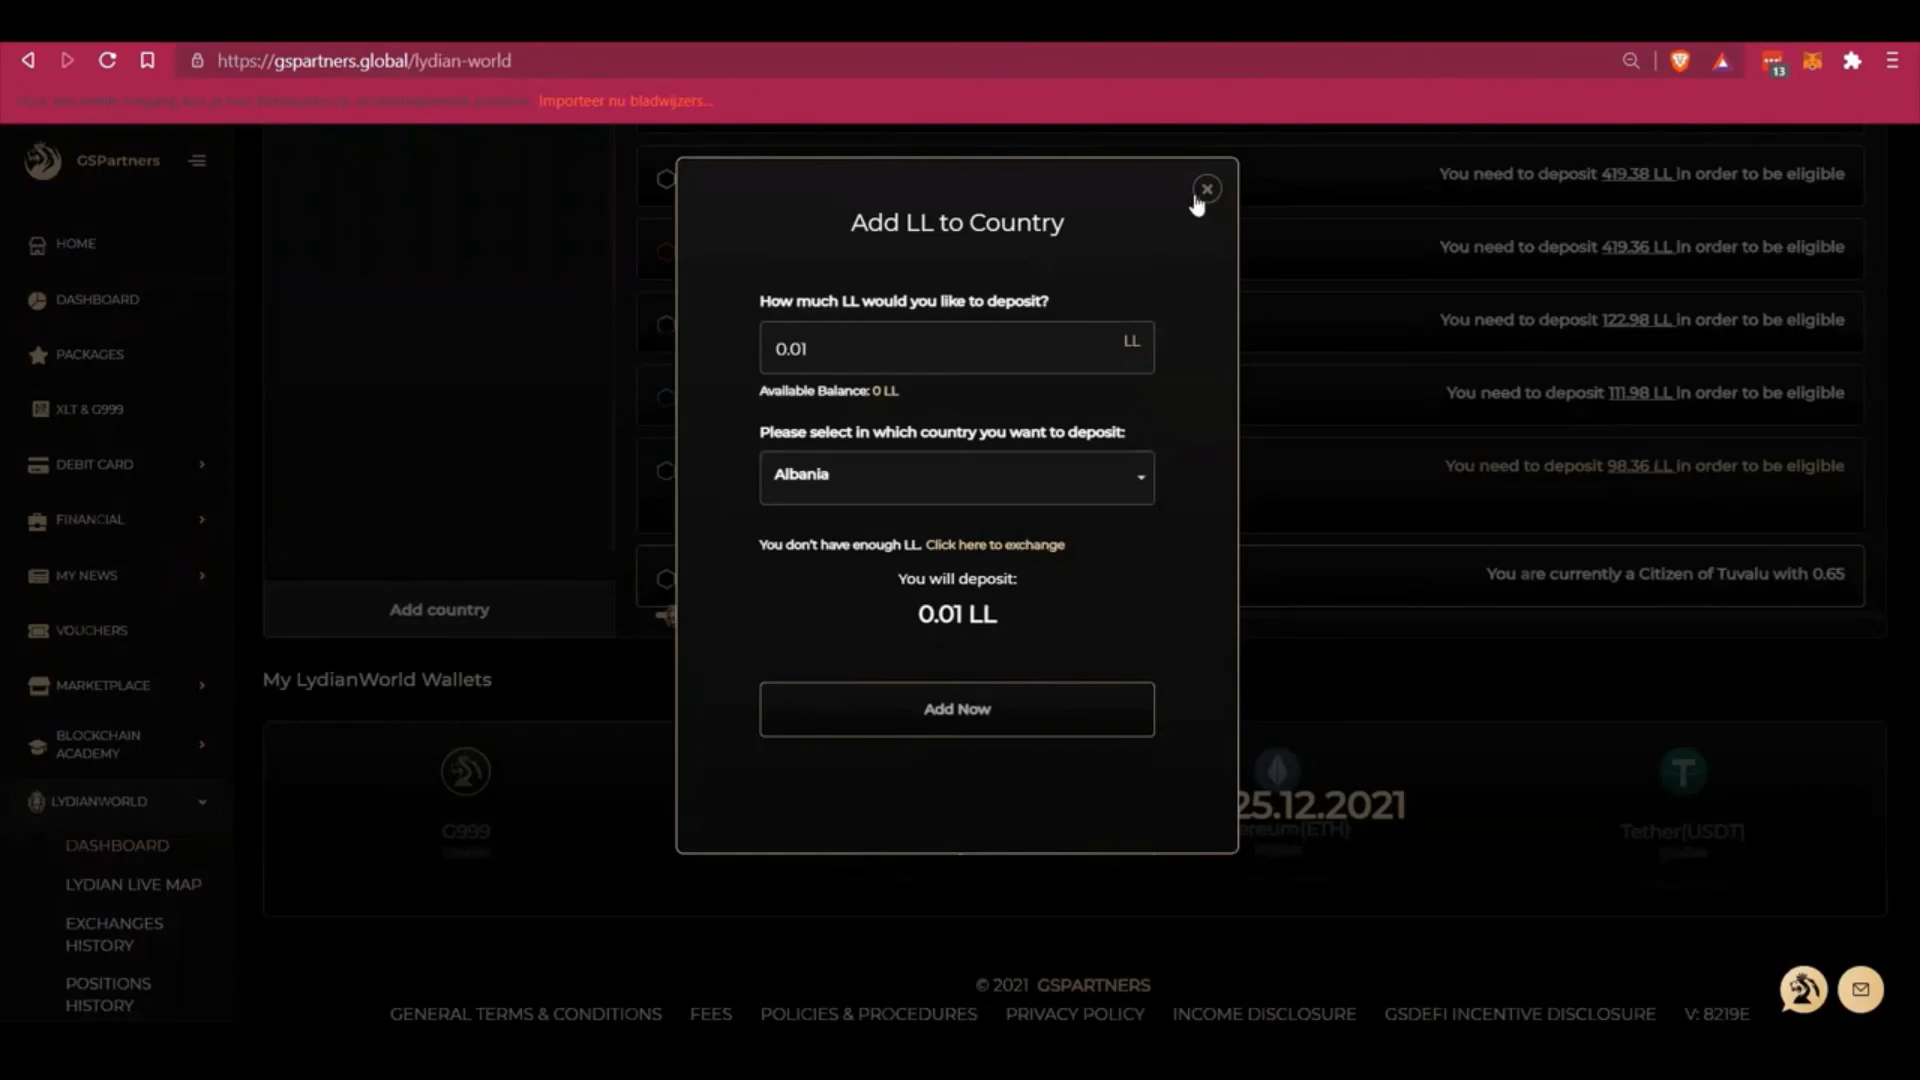 https://gspartners.global/lydian-world
13
Importeer nu bladwijzers...
GSPartners
HOME
DASHBOARD
PACKAGES
XLT & G999
DEBIT CARD
FINANCIAL
MY NEWS
VOUCHERS
MARKETPLACE
BLOCKCHAIN
ACADEMY
LYDIANWORLD
DASHBOARD
LYDIAN LIVE MAP
EXCHANGES
HISTORY
POSITIONS
HISTORY
Add country
Add LL to Country
How much LL would you like to deposit?
0.01 LL
Available Balance: 0 LL
Please select in which country you want to deposit:
Albania
You don't have enough LL. Click here to exchange
You will deposit:
0.01 LL
Add Now
You need to deposit 419.38 LL in order to be eligible
You need to deposit 419.36 LL in order to be eligible
You need to deposit 122.98 LL in order to be eligible
You need to deposit 111.98 LL in order to be eligible
You need to deposit 98.36 LL in order to be eligible
You are currently a Citizen of Tuvalu with 0.65
My LydianWorld Wallets
G999
25.12.2021
ereum(ETH)
Tether(USDT)
© 2021 GSPARTNERS
GENERAL TERMS & CONDITIONS FEES POLICIES & PROCEDURES PRIVACY POLICY INCOME DISCLOSURE GSDEFI INCENTIVE DISCLOSURE V: 8219E